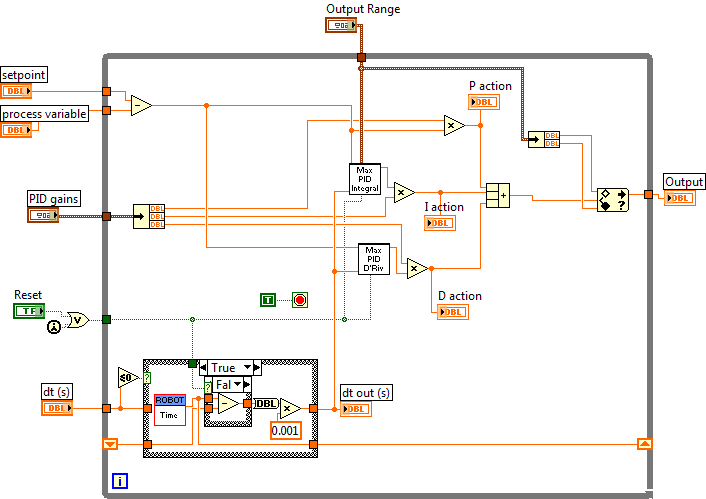 Output Range
setpoint
DBL
process variable
DBL
P action
DBL
DBL
DBL
Max
PID
Integral
PID gains
DBL
DBL
DBL
Output
DBL
I action
DBL
Max
PID
D'Riv
D action
DBL
Reset
TF
T
True
Fal
dt (s)
DBL
≤0
ROBOT
Time
DBL
0.001
dt out (s)
DBL
i